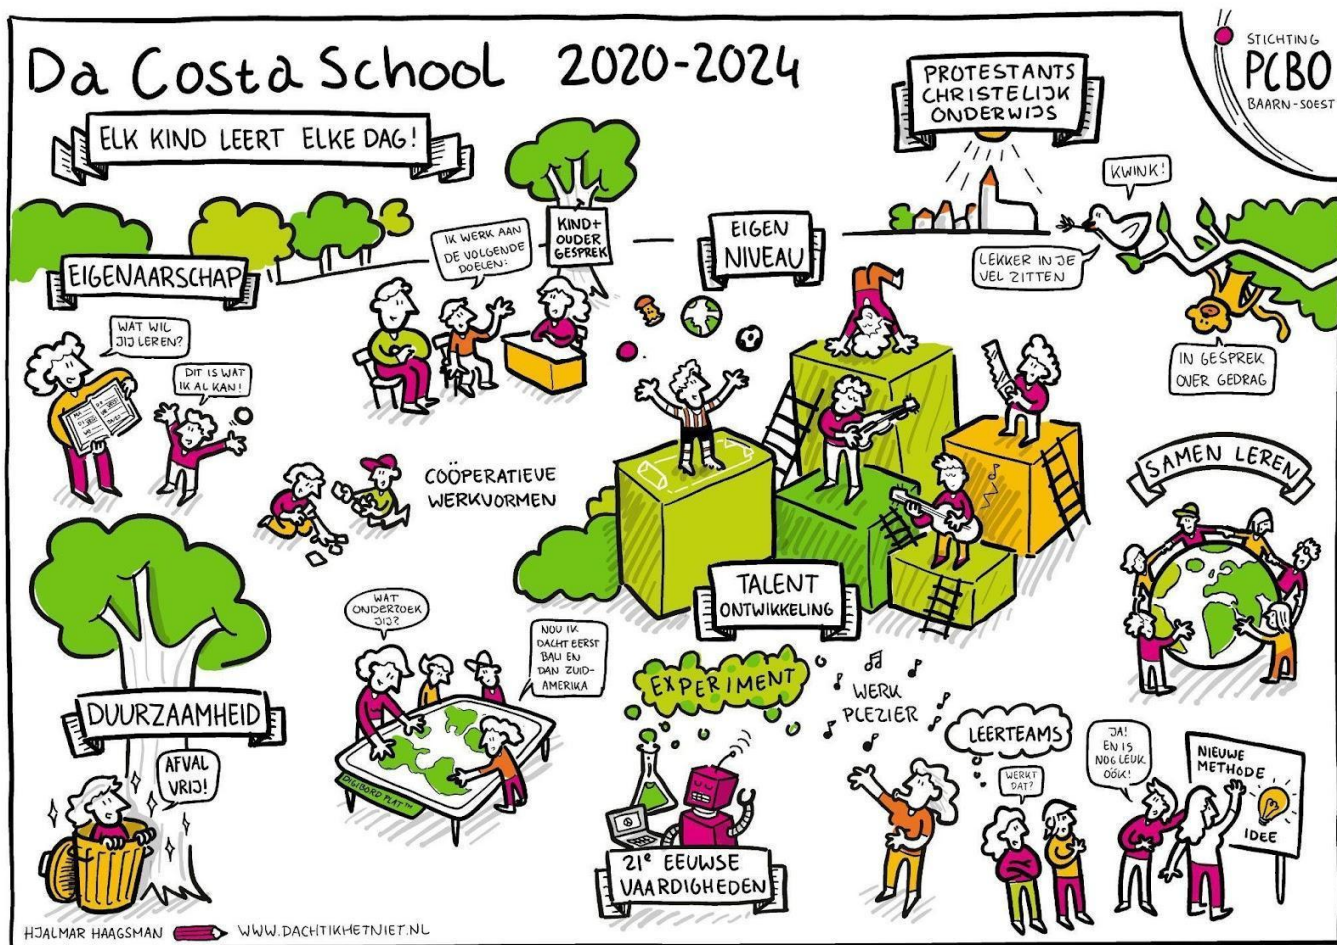 Da Costa School 2020-2024
STICHTING
PCBO
BAARN-SOEST
ELK KIND LEERT ELKE DAG!
PROTESTANTS
CHRISTELIJK
ONDERWIJS
KWINK!
LEKKER IN JE
VEL ZITTEN
IN GESPREK
OVER GEDRAG
EIGENAARSCHAP
WAT WIL
JIJ LEREN?
DIT IS WAT
IK AL KAN!
IK WERK AAN
DE VOLGENDE
DOELEN:
KIND+
OUDER
GESPREK
EIGEN
NIVEAU
COÖPERATIEVE
WERKVORMEN
TALENT
ONTWIKKELING
SAMEN LEREN
DUURZAAMHEID
AFVAL
VRIJ!
WAT
ONDERZOEK
JIJ?
NOU IK
DACHT EERST
BALI EN
DAN ZUID-
AMERIKA
DIGIBORD PLAT™
EXPERIMENT
21e EEUWSE
VAARDIGHEDEN
WERK
PLEZIER
LEERTEAMS
WERKT
DAT?
JA!
EN IS
NOG LEUK
OÓK!
NIEUWE
METHODE
IDEE
HJALMAR HAAGSMAN WWW.DACHTIKHETNIET.NL